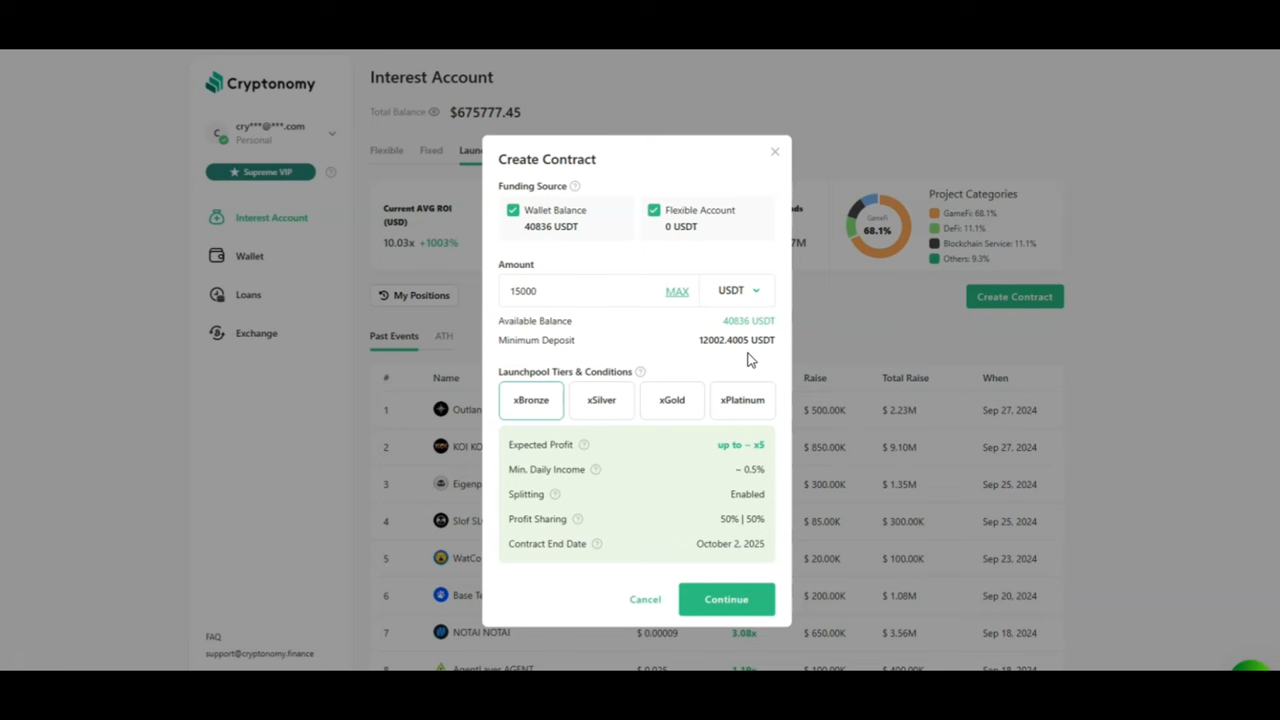 Cryptonomy
Interest Account
Total Balance $675777.45
C cry***@***.com
Personal
Supreme VIP
Flexible Fixed
Interest Account
Wallet
Loans
Exchange
FAQ
support@cryptonomy.finance
Current AVG ROI
(USD)
10.03x +1003%
My Positions
Past Events ATH
Create Contract
Funding Source
Wallet Balance
40836 USDT
Flexible Account
0 USDT
Amount
15000 MAX USDT
Available Balance 40836 USDT
Minimum Deposit 12002.4005 USDT
Launchpool Tiers & Conditions
xBronze xSilver xGold xPlatinum
Expected Profit up to ~ x5
Min. Daily Income ~ 0.5%
Splitting Enabled
Profit Sharing 50% | 50%
Contract End Date October 2, 2025
Cancel Continue
GameFi
68.1%
Project Categories
GameFi: 68.1%
DeFi: 11.1%
Blockchain Service: 11.1%
Others: 9.3%
Create Contract
# Name Raise Total Raise When
1 $ 500.00K $ 2.23M Sep 27, 2024
2 $ 850.00K $ 9.10M Sep 27, 2024
3 $ 300.00K $ 1.35M Sep 25, 2024
4 $ 85.00K $ 300.00K Sep 25, 2024
5 $ 20.00K $ 100.00K Sep 23, 2024
6 Base $ 200.00K $ 1.08M Sep 20, 2024
7 NOTAI NOTAI $ 0.00009 3.08x $ 650.00K $ 3.56M Sep 18, 2024